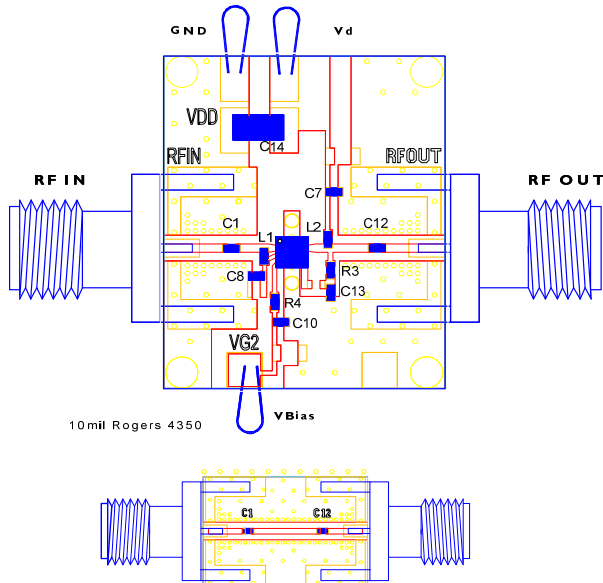 GND
Vd
VDD
C14
RFIN
RFOUT
RF IN
RF OUT
C7
C1
L1
L2
C12
C8
R3
C13
R4
C10
VG2
VBias
10mil Rogers 4350
C1
C12